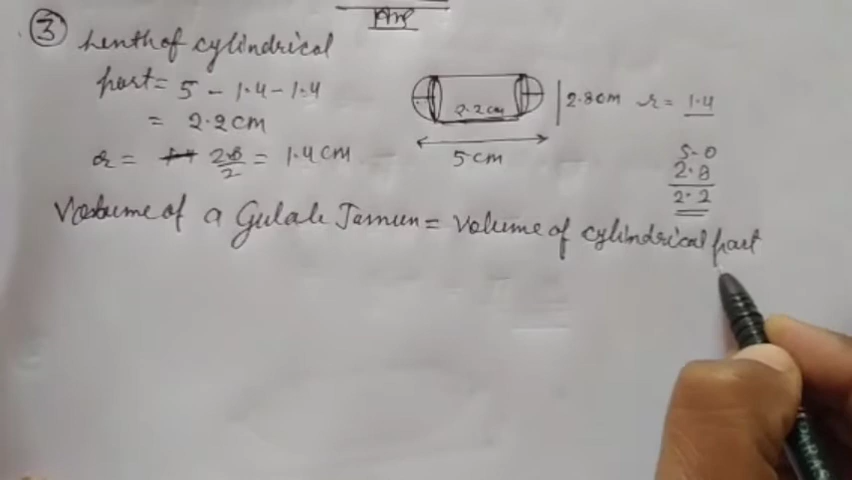 Ans
③ Lenth of cylindrical
part = 5 - 1.4 - 1.4
= 2.2 cm
r = 2.8/2 = 1.4 cm
2.2 cm
2.8 cm r = 1.4
5 cm
5.0
2.8
2.2
Volume of a Gulab Jamun = Volume of cylindrical part